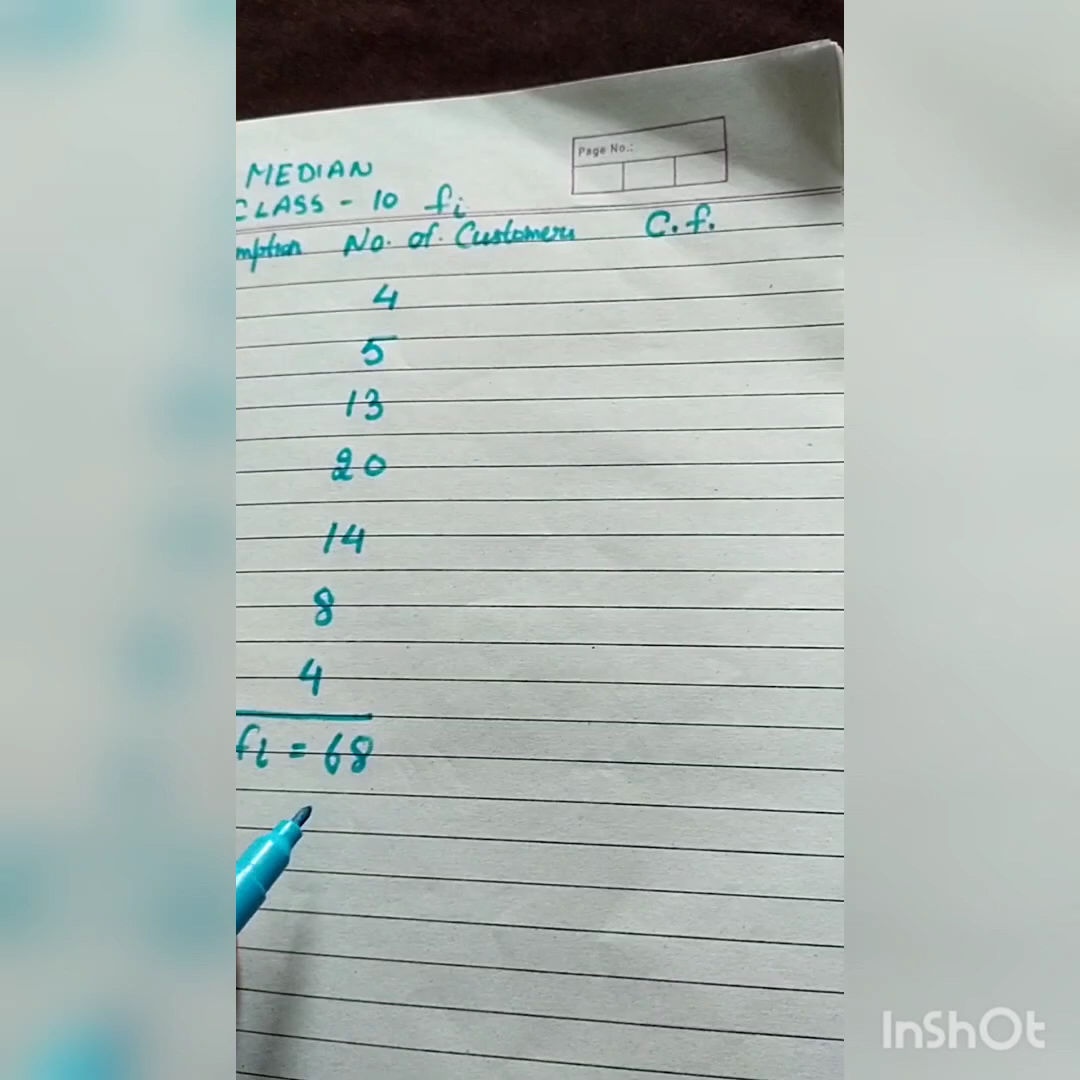 MEDIAN
Page No.:
CLASS - 10 fi
mption No. of. Customers C.f.
4
5
13
20
14
8
4
fi = 68
InShOt